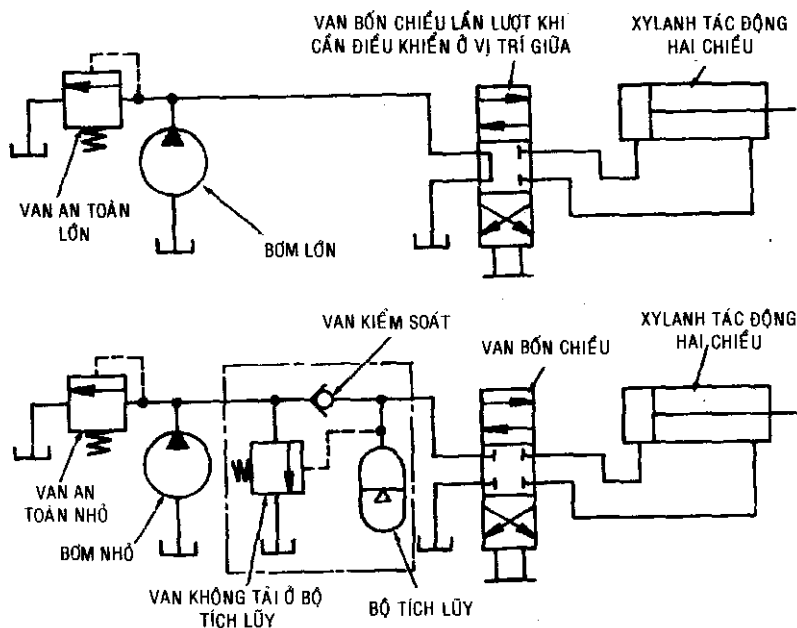 VAN BỐN CHIỀU LẦN LƯỢT KHI
CẦN ĐIỀU KHIỂN Ở VỊ TRÍ GIỮA
XYLANH TÁC ĐỘNG
HAI CHIỀU
VAN AN TOÀN
LỚN
BƠM LỚN
VAN KIỂM SOÁT
VAN BỐN CHIỀU
XYLANH TÁC ĐỘNG
HAI CHIỀU
VAN AN
TOÀN NHỎ
BƠM NHỎ
VAN KHÔNG TẢI Ở BỘ
TÍCH LŨY
BỘ TÍCH LŨY